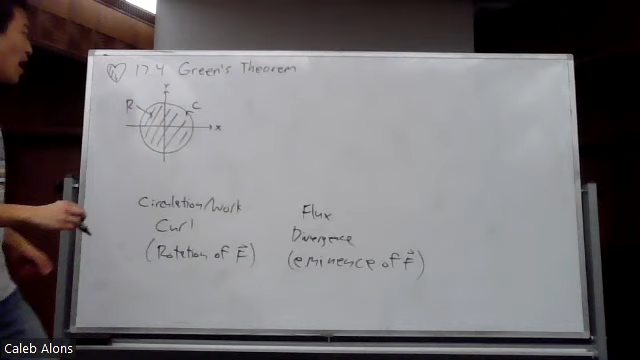 17.4 Green's Theorem
y
R
C
x
Circulation/work
Curl
(Rotation of F)
Flux
Divergence
(eminence of F)
Caleb Alons